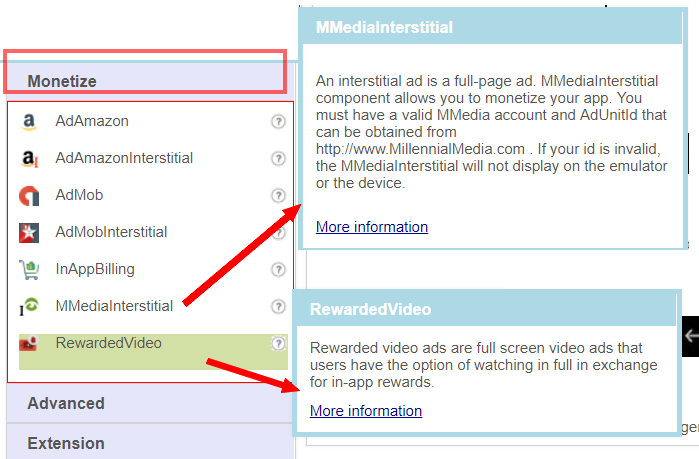 Monetize
AdAmazon
AdAmazonInterstitial
AdMob
AdMobInterstitial
InAppBilling
MMediaInterstitial
RewardedVideo
Advanced
Extension
MMediaInterstitial
An interstitial ad is a full-page ad. MMediaInterstitial
component allows you to monetize your app. You
must have a valid MMedia account and AdUnitId that
can be obtained from
http://www.MillennialMedia.com . If your id is invalid,
the MMediaInterstitial will not display on the emulator
or the device.
More information
RewardedVideo
Rewarded video ads are full screen video ads that
users have the option of watching in full in exchange
for in-app rewards.
More information